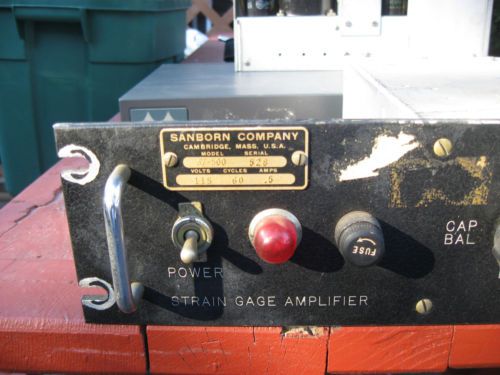 SANBORN COMPANY
CAMBRIDGE, MASS. U.S.A.
MODEL SERIAL
528
VOLTS CYCLES AMPS
115 60 .5
FUSE
CAP
BAL
POWER
STRAIN GAGE AMPLIFIER